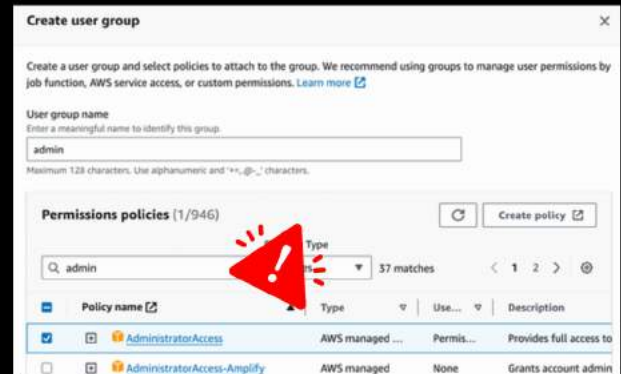 Create user group
Create a user group and select policies to attach to the group. We recommend using groups to manage user permissions by
job function, AWS service access, or custom permissions. Learn more
User group name
Enter a meaningful name to identify this group.
admin
Maximum 128 characters. Use alphanumeric and '+=,.@-_' characters.
Permissions policies (1/946)
Create policy
Type
admin
37 matches
1 2
Policy name
Type
Use...
Description
AdministratorAccess
AWS managed ...
Permis...
Provides full access to
AdministratorAccess-Amplify
AWS managed
None
Grants account admin